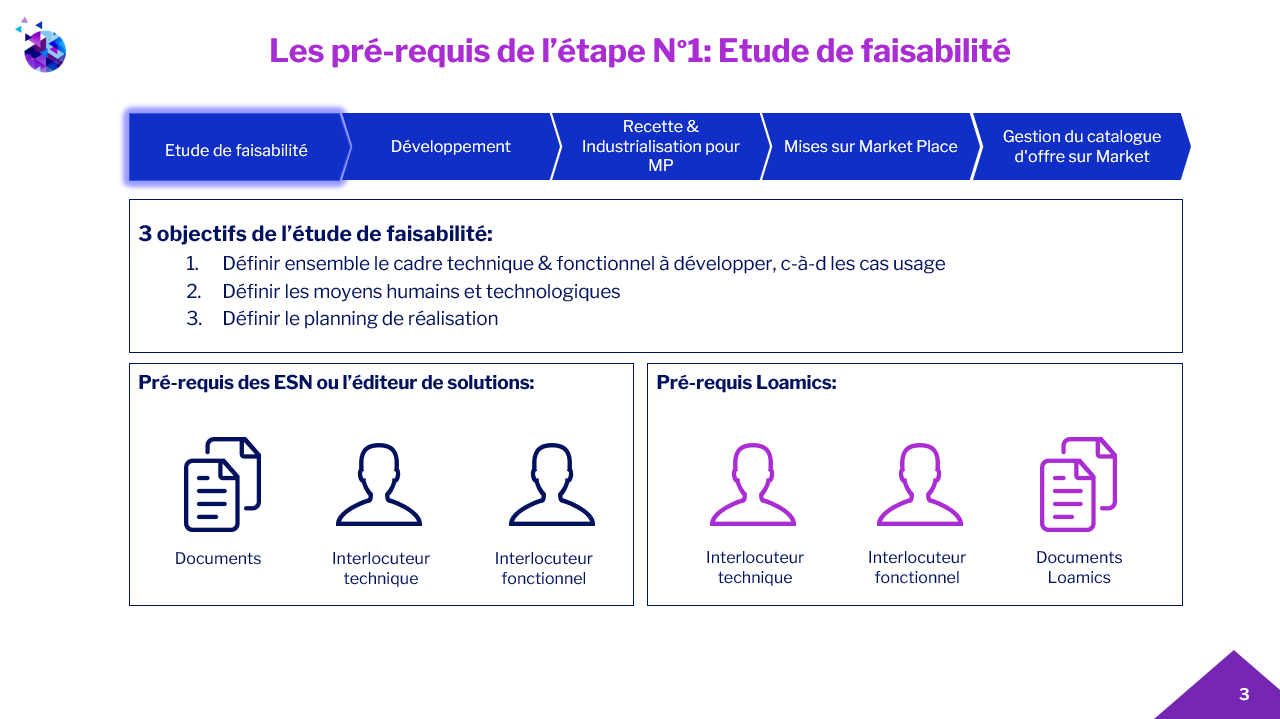 Les pré-requis de l’étape N°1: Etude de faisabilité
Etude de faisabilité
Développement
Recette &
Industrialisation pour
MP
Mises sur Market Place
Gestion du catalogue
d'offre sur Market
3 objectifs de l’étude de faisabilité:
1. Définir ensemble le cadre technique & fonctionnel à développer, c-à-d les cas usage
2. Définir les moyens humains et technologiques
3. Définir le planning de réalisation
Pré-requis des ESN ou l’éditeur de solutions:
Documents
Interlocuteur
technique
Interlocuteur
fonctionnel
Pré-requis Loamics:
Interlocuteur
technique
Interlocuteur
fonctionnel
Documents
Loamics
3